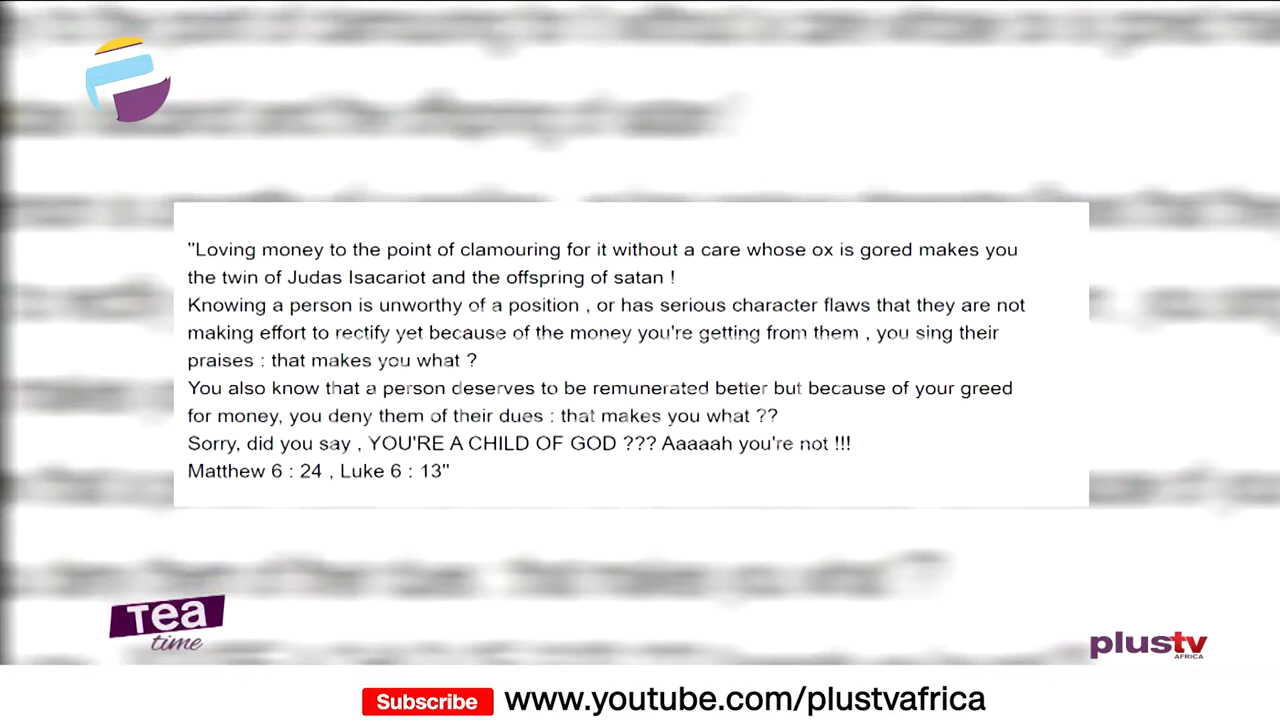 "Loving money to the point of clamouring for it without a care whose ox is gored makes you
the twin of Judas Isacariot and the offspring of satan !
Knowing a person is unworthy of a position , or has serious character flaws that they are not
making effort to rectify yet because of the money you're getting from them , you sing their
praises : that makes you what ?
You also know that a person deserves to be remunerated better but because of your greed
for money, you deny them of their dues : that makes you what ??
Sorry, did you say , YOU'RE A CHILD OF GOD ??? Aaaaah you're not !!!
Matthew 6 : 24 , Luke 6 : 13"
Tea
time
plustv
AFRICA
Subscribe www.youtube.com/plustvafrica